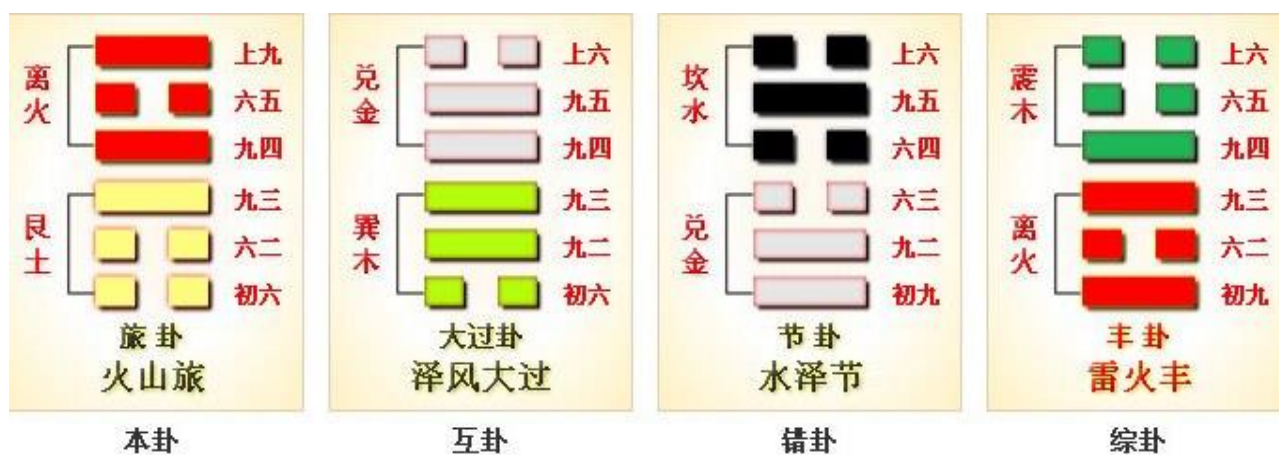 离火
上九
六五
九四
艮土
九三
六二
初六
旅卦
火山旅
本卦
兑金
上六
九五
九四
巽木
九三
九二
初六
大过卦
泽风大过
互卦
坎水
上六
九五
六四
兑金
六三
九二
初九
节卦
水泽节
错卦
震木
上六
六五
九四
离火
九三
六二
初九
丰卦
雷火丰
综卦